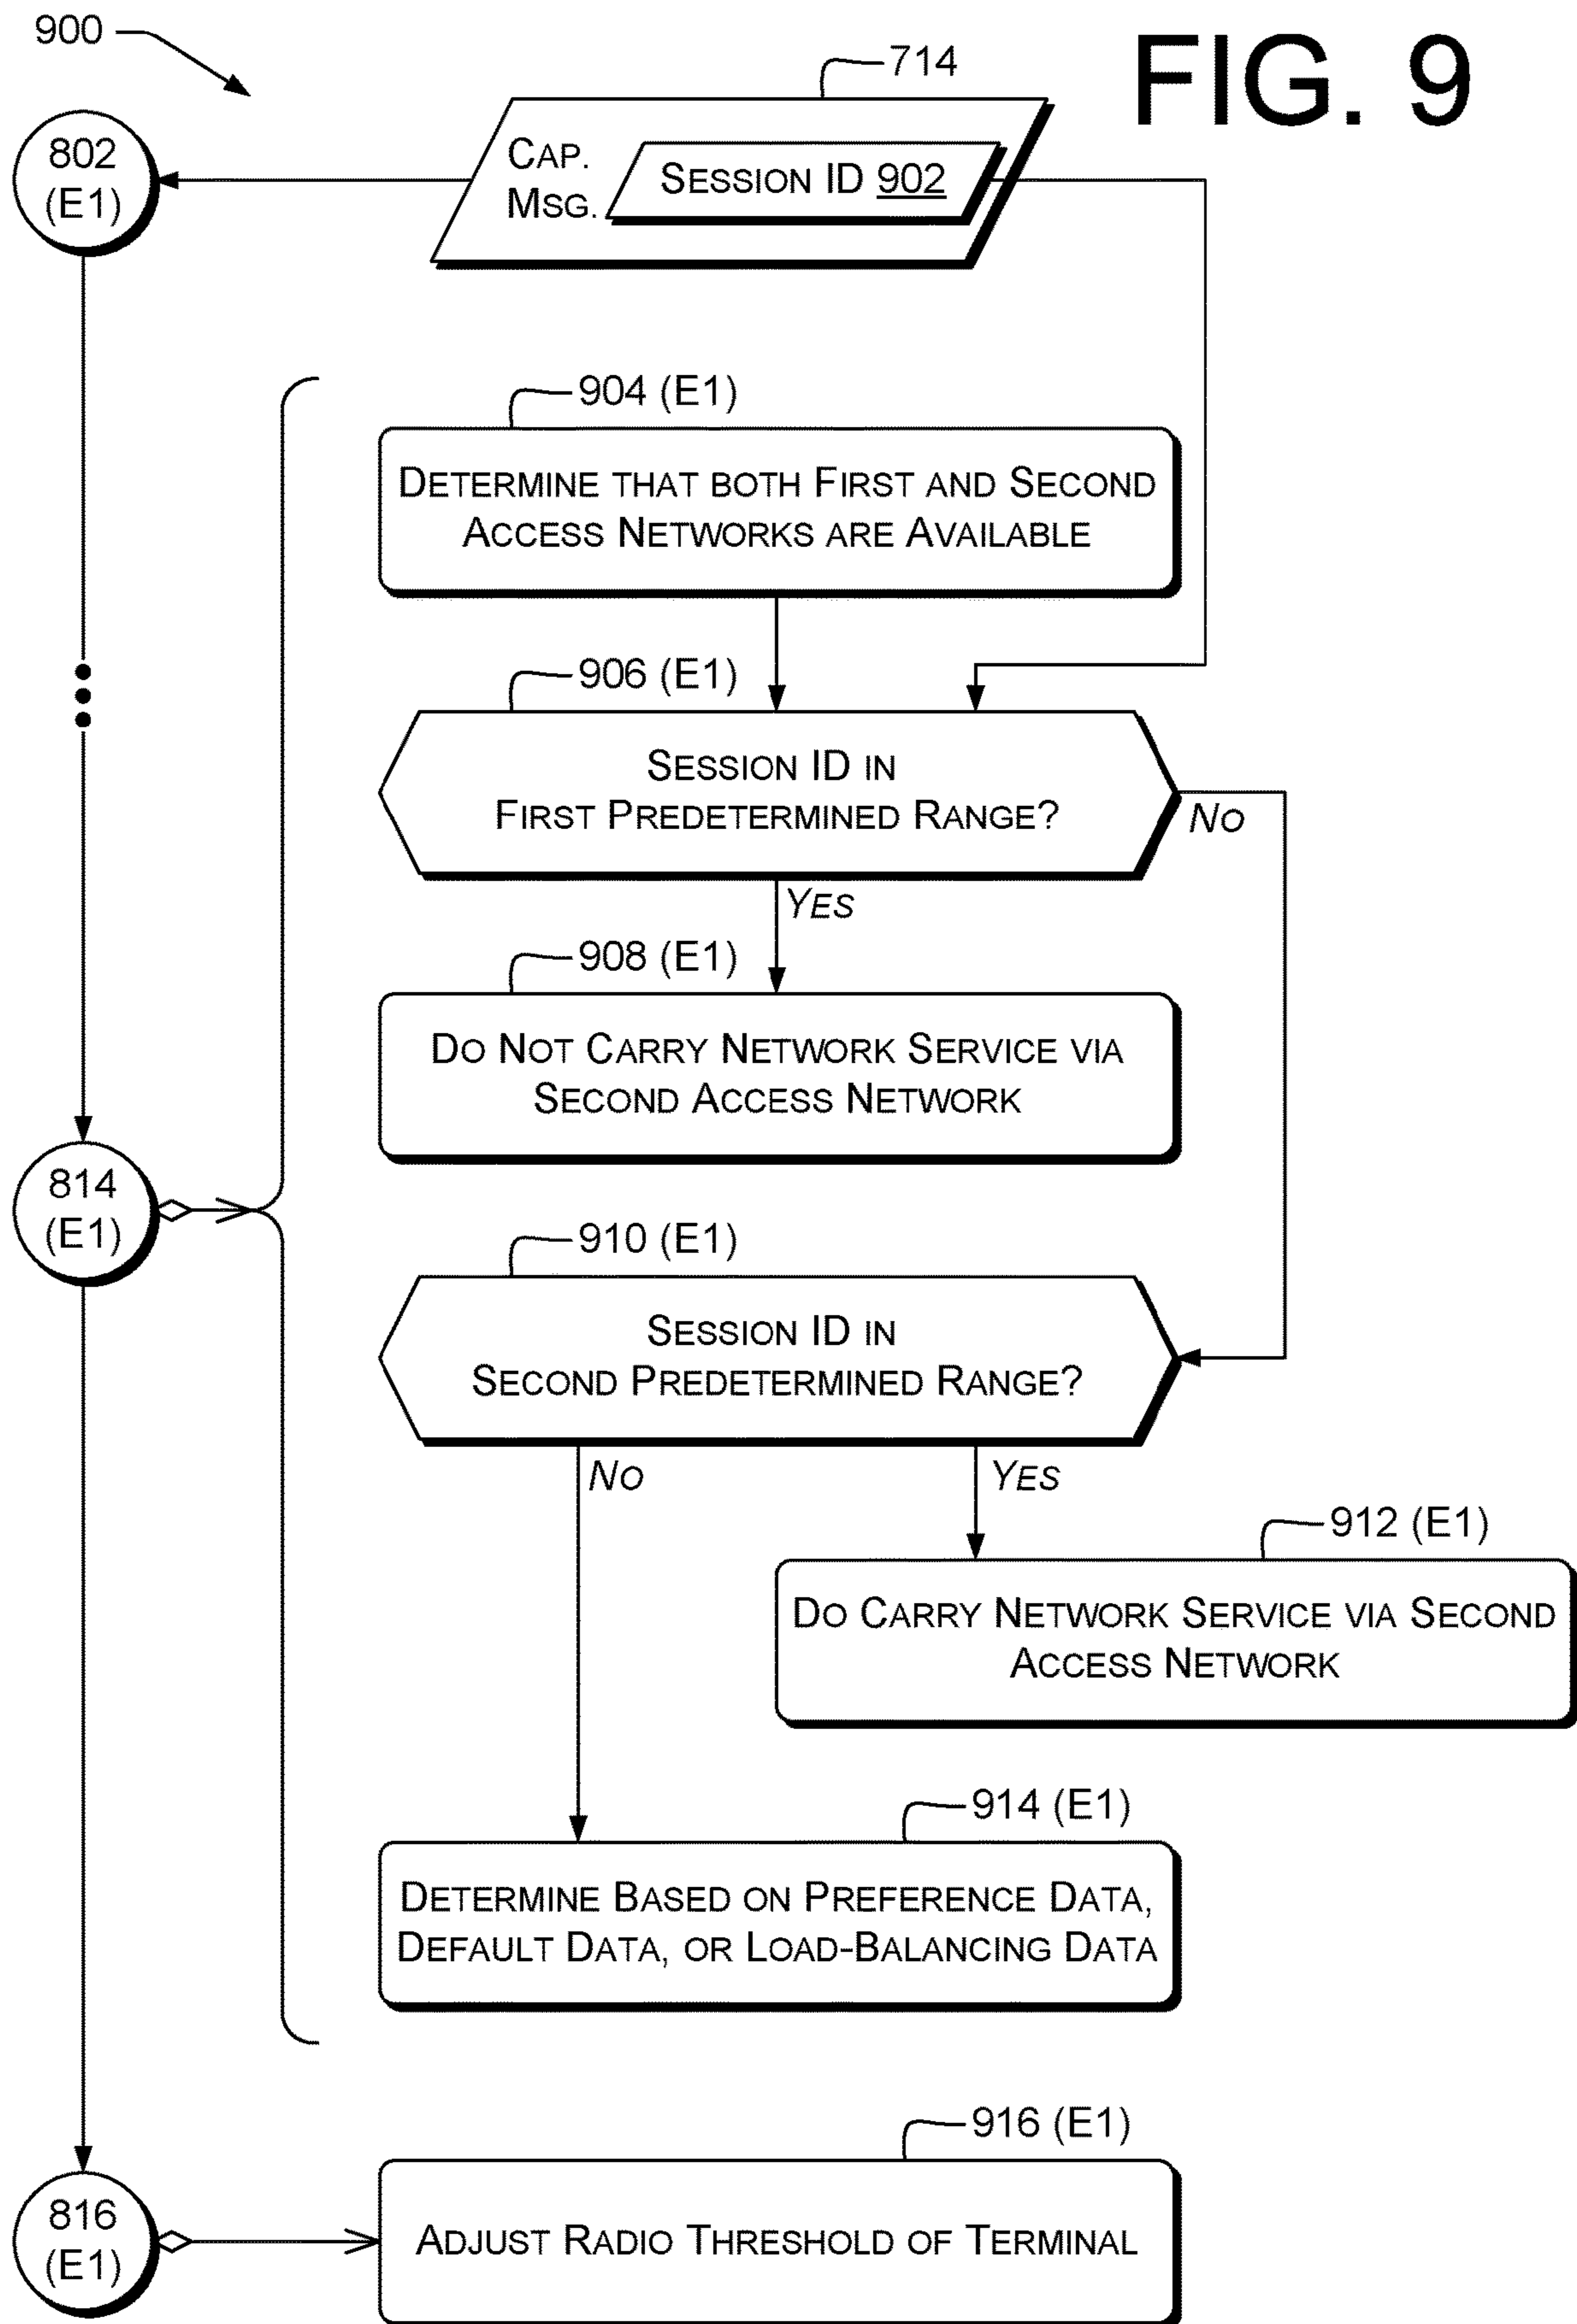 900
714
FIG. 9
802
(E1)
CAP.
MSG.
SESSION ID 902
904 (E1)
DETERMINE THAT BOTH FIRST AND SECOND
ACCESS NETWORKS ARE AVAILABLE
906 (E1)
SESSION ID IN
FIRST PREDETERMINED RANGE?
NO
YES
908 (E1)
DO NOT CARRY NETWORK SERVICE VIA
SECOND ACCESS NETWORK
814
(E1)
910 (E1)
SESSION ID IN
SECOND PREDETERMINED RANGE?
NO
YES
912 (E1)
DO CARRY NETWORK SERVICE VIA SECOND
ACCESS NETWORK
914 (E1)
DETERMINE BASED ON PREFERENCE DATA,
DEFAULT DATA, OR LOAD-BALANCING DATA
916 (E1)
816
(E1)
ADJUST RADIO THRESHOLD OF TERMINAL